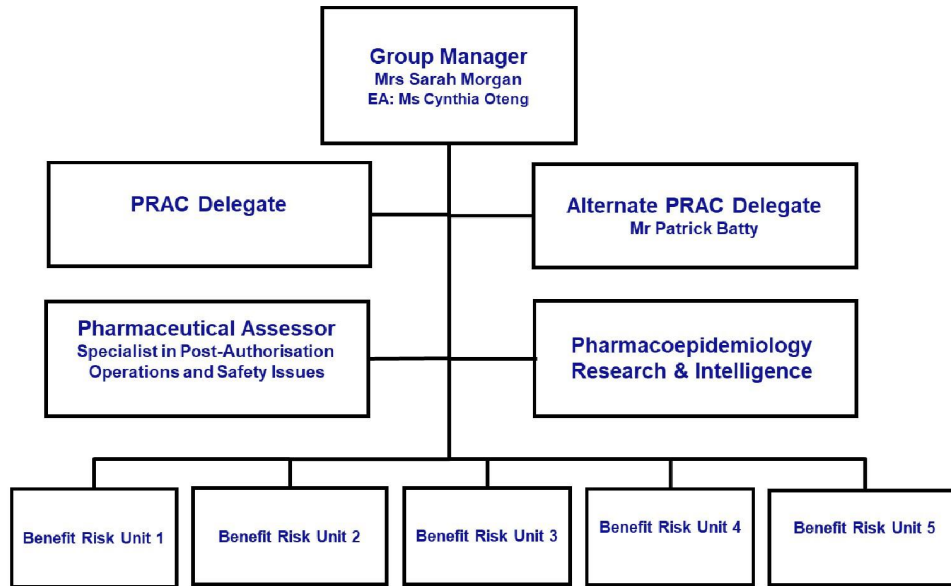 Group Manager
Mrs Sarah Morgan
EA: Ms Cynthia Oteng
PRAC Delegate
Alternate PRAC Delegate
Mr Patrick Batty
Pharmaceutical Assessor
Specialist in Post-Authorisation
Operations and Safety Issues
Pharmacoepidemiology
Research & Intelligence
Benefit Risk Unit 1
Benefit Risk Unit 2
Benefit Risk Unit 3
Benefit Risk Unit 4
Benefit Risk Unit 5